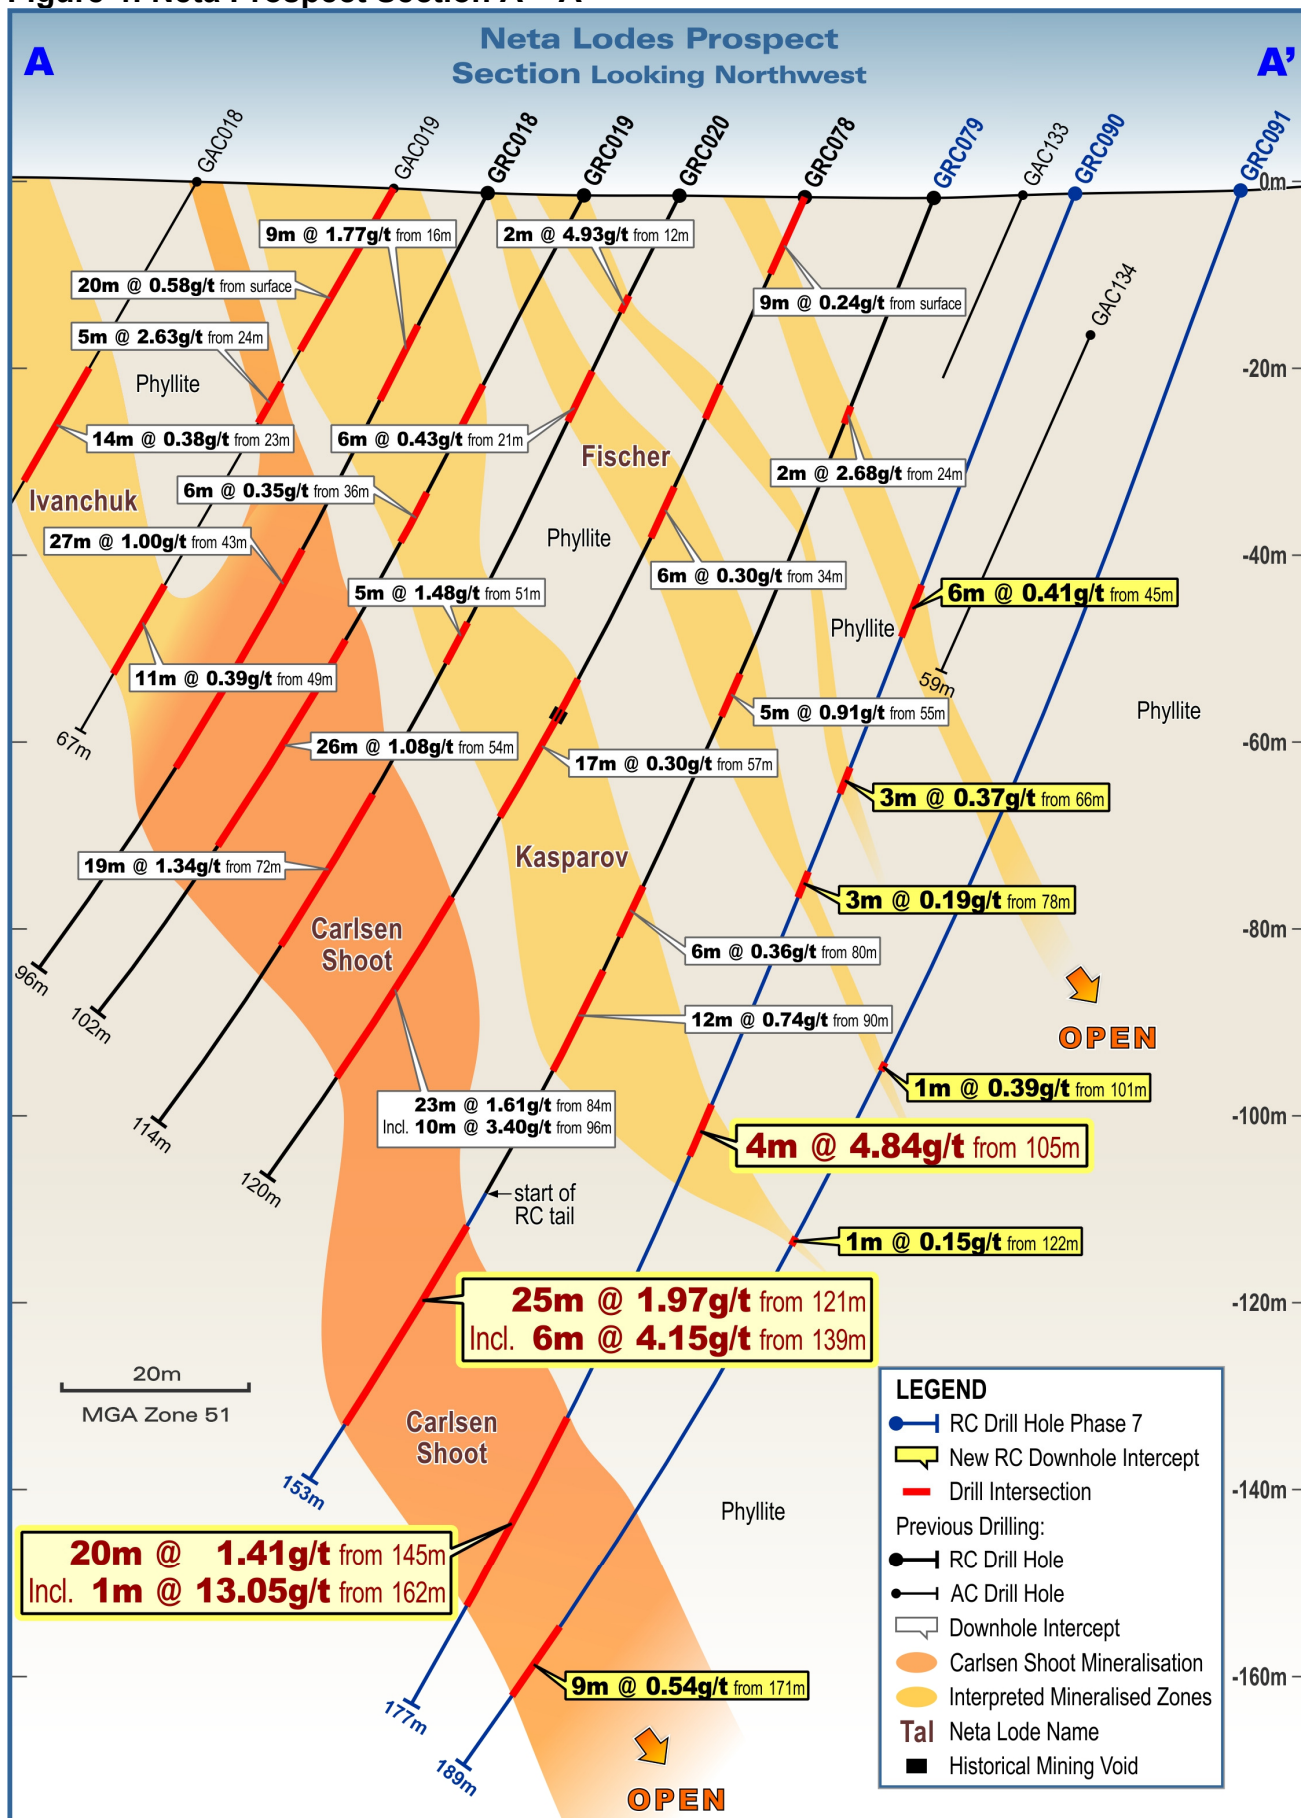 Neta Lodes Prospect
Section Looking Northwest
A
A'
GAC018
GAC019
GRC018
GRC019
GRC020
GRC078
GRC079
GAC133
GRC090
GRC091
GAC134
0m
-20m
-40m
-60m
-80m
-100m
-120m
-140m
-160m
9m @ 1.77g/t from 16m
2m @ 4.93g/t from 12m
20m @ 0.58g/t from surface
9m @ 0.24g/t from surface
5m @ 2.63g/t from 24m
Phyllite
14m @ 0.38g/t from 23m
6m @ 0.43g/t from 21m
Fischer
2m @ 2.68g/t from 24m
Ivanchuk
6m @ 0.35g/t from 36m
27m @ 1.00g/t from 43m
Phyllite
6m @ 0.30g/t from 34m
5m @ 1.48g/t from 51m
6m @ 0.41g/t from 45m
Phyllite
11m @ 0.39g/t from 49m
59m
5m @ 0.91g/t from 55m
Phyllite
67m
26m @ 1.08g/t from 54m
17m @ 0.30g/t from 57m
3m @ 0.37g/t from 66m
19m @ 1.34g/t from 72m
Kasparov
3m @ 0.19g/t from 78m
Carlsen
Shoot
6m @ 0.36g/t from 80m
96m
102m
12m @ 0.74g/t from 90m
OPEN
23m @ 1.61g/t from 84m
Incl. 10m @ 3.40g/t from 96m
1m @ 0.39g/t from 101m
114m
4m @ 4.84g/t from 105m
120m
start of
RC tail
1m @ 0.15g/t from 122m
25m @ 1.97g/t from 121m
Incl. 6m @ 4.15g/t from 139m
20m
MGA Zone 51
Carlsen
Shoot
153m
Phyllite
20m @ 1.41g/t from 145m
Incl. 1m @ 13.05g/t from 162m
9m @ 0.54g/t from 171m
177m
189m
OPEN
LEGEND
RC Drill Hole Phase 7
New RC Downhole Intercept
Drill Intersection
Previous Drilling:
RC Drill Hole
AC Drill Hole
Downhole Intercept
Carlsen Shoot Mineralisation
Interpreted Mineralised Zones
Tal Neta Lode Name
Historical Mining Void